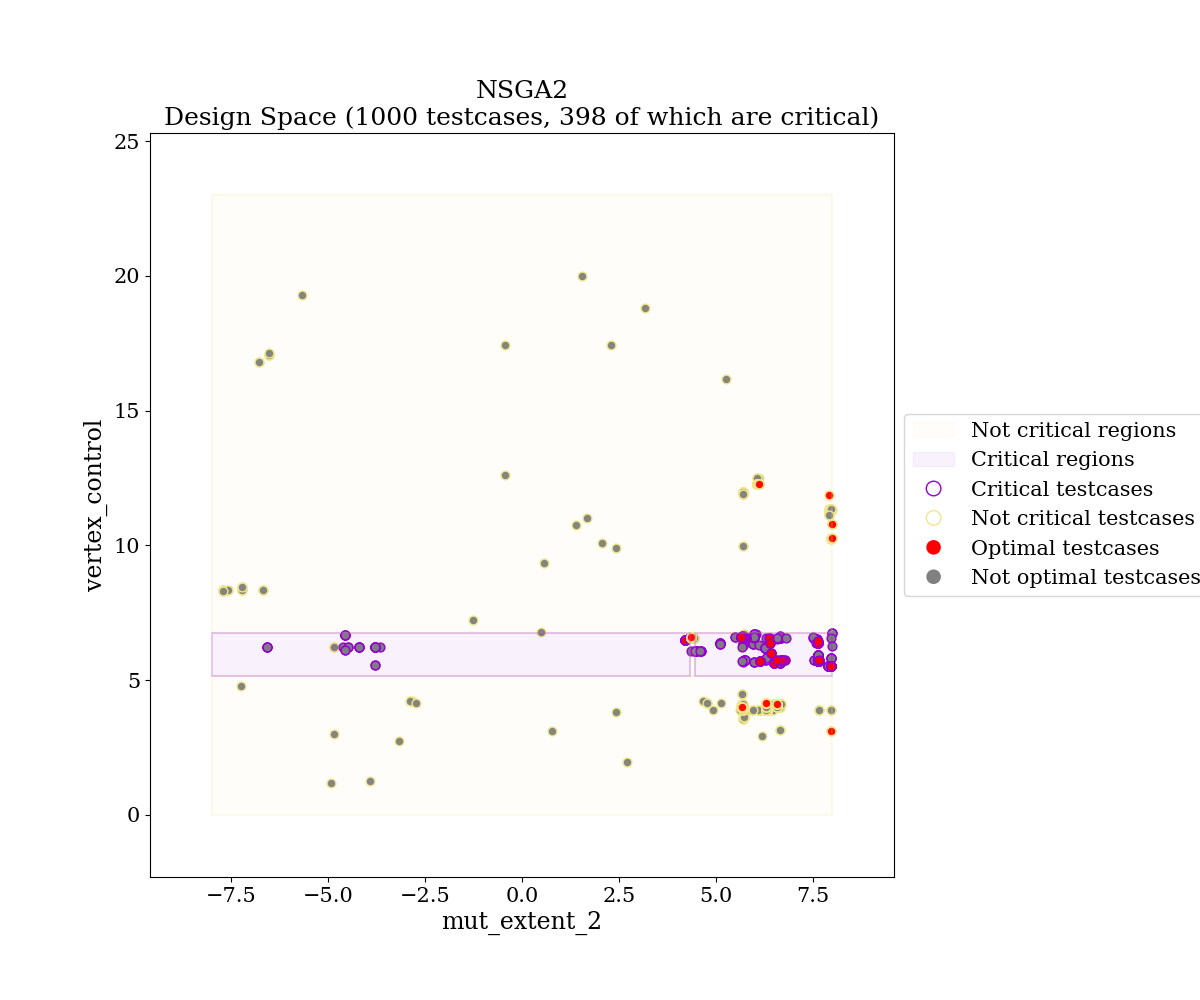 NSGA2
Design Space (1000 testcases, 398 of which are critical)
25
20
15
10
5
0
vertex_control
−7.5
−5.0
−2.5
0.0
2.5
5.0
7.5
mut_extent_2
Not critical regions
Critical regions
Critical testcases
Not critical testcases
Optimal testcases
Not optimal testcases